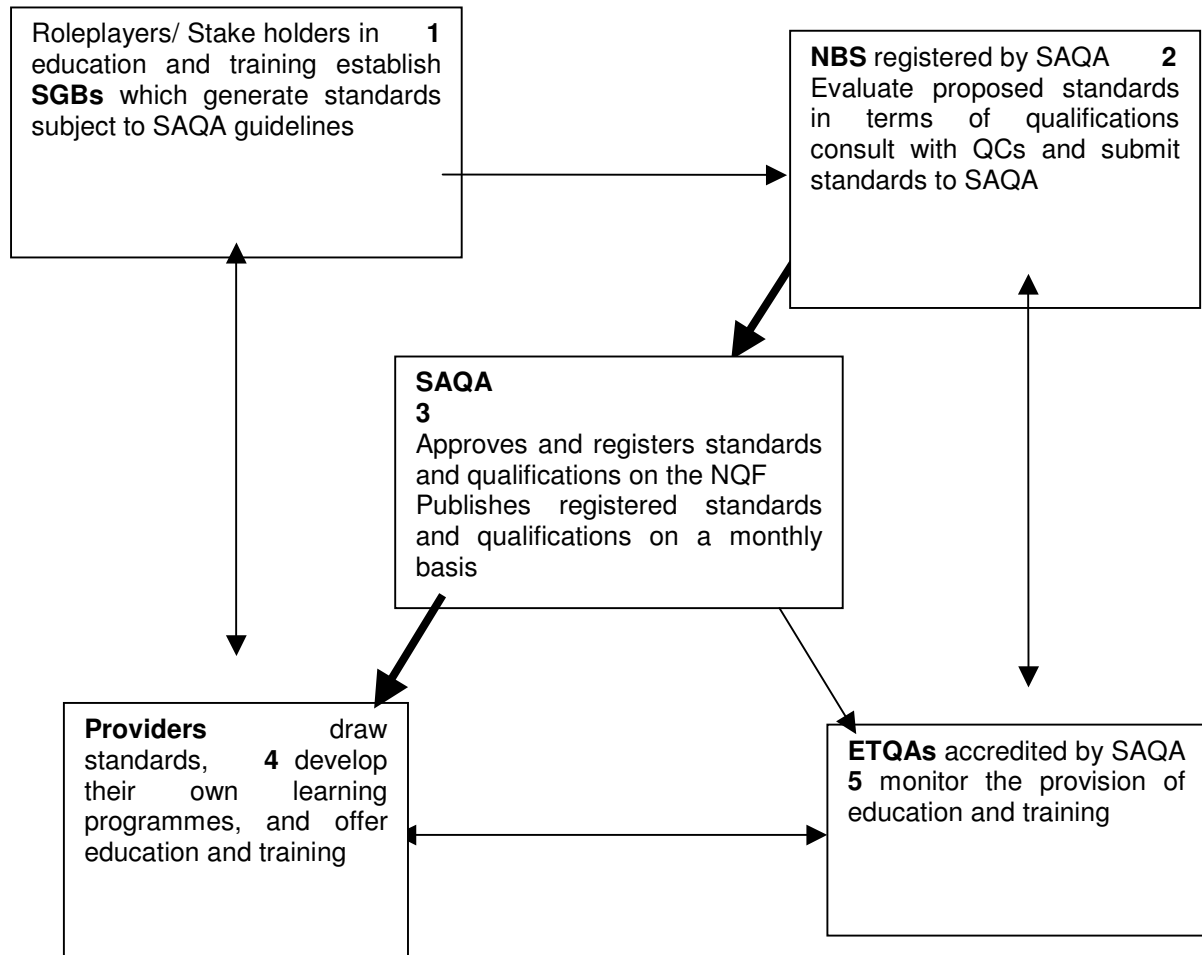 Roleplayers/ Stake holders in 1
education and training establish
SGBs which generate standards
subject to SAQA guidelines
NBS registered by SAQA 2
Evaluate proposed standards
in terms of qualifications
consult with QCs and submit
standards to SAQA
SAQA
3
Approves and registers standards
and qualifications on the NQF
Publishes registered standards
and qualifications on a monthly
basis
Providers draw
standards, 4 develop
their own learning
programmes, and offer
education and training
ETQAs accredited by SAQA
5 monitor the provision of
education and training